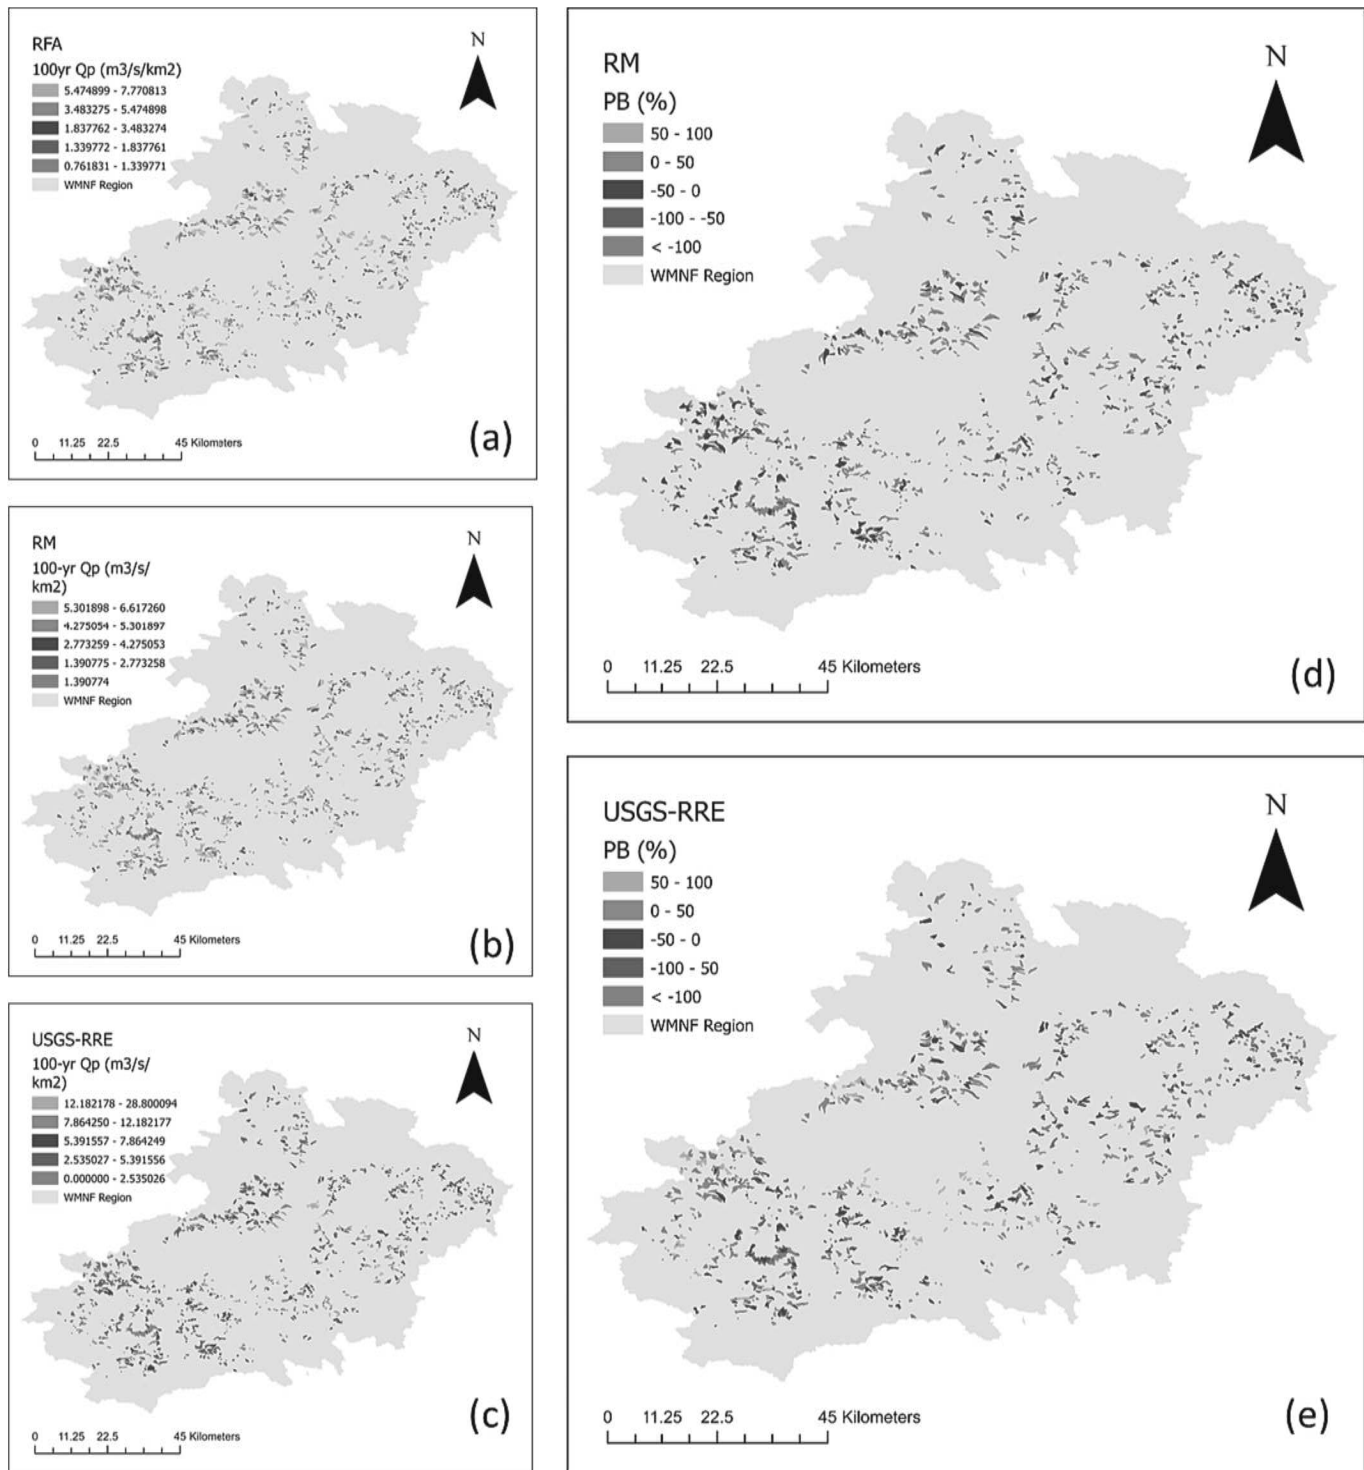 RFA
N
100yr Qp (m3/s/km2)
5.474899 - 7.770813
3.483275 - 5.474898
1.837762 - 3.483274
1.339772 - 1.837761
0.761831 - 1.339771
WMNF Region
0 11.25 22.5 45 Kilometers
(a)
RM
N
100-yr Qp (m3/s/
km2)
5.301898 - 6.617260
4.275054 - 5.301897
2.773259 - 4.275053
1.390775 - 2.773258
1.390774
WMNF Region
0 11.25 22.5 45 Kilometers
(b)
USGS-RRE
N
100-yr Qp (m3/s/
km2)
12.182178 - 28.800094
7.864250 - 12.182177
5.391557 - 7.864249
2.535027 - 5.391556
0.000000 - 2.535026
WMNF Region
0 11.25 22.5 45 Kilometers
(c)
RM
N
PB (%)
50 - 100
0 - 50
-50 - 0
-100 - -50
< -100
WMNF Region
0 11.25 22.5 45 Kilometers
(d)
USGS-RRE
N
PB (%)
50 - 100
0 - 50
-50 - 0
-100 - 50
< -100
WMNF Region
0 11.25 22.5 45 Kilometers
(e)